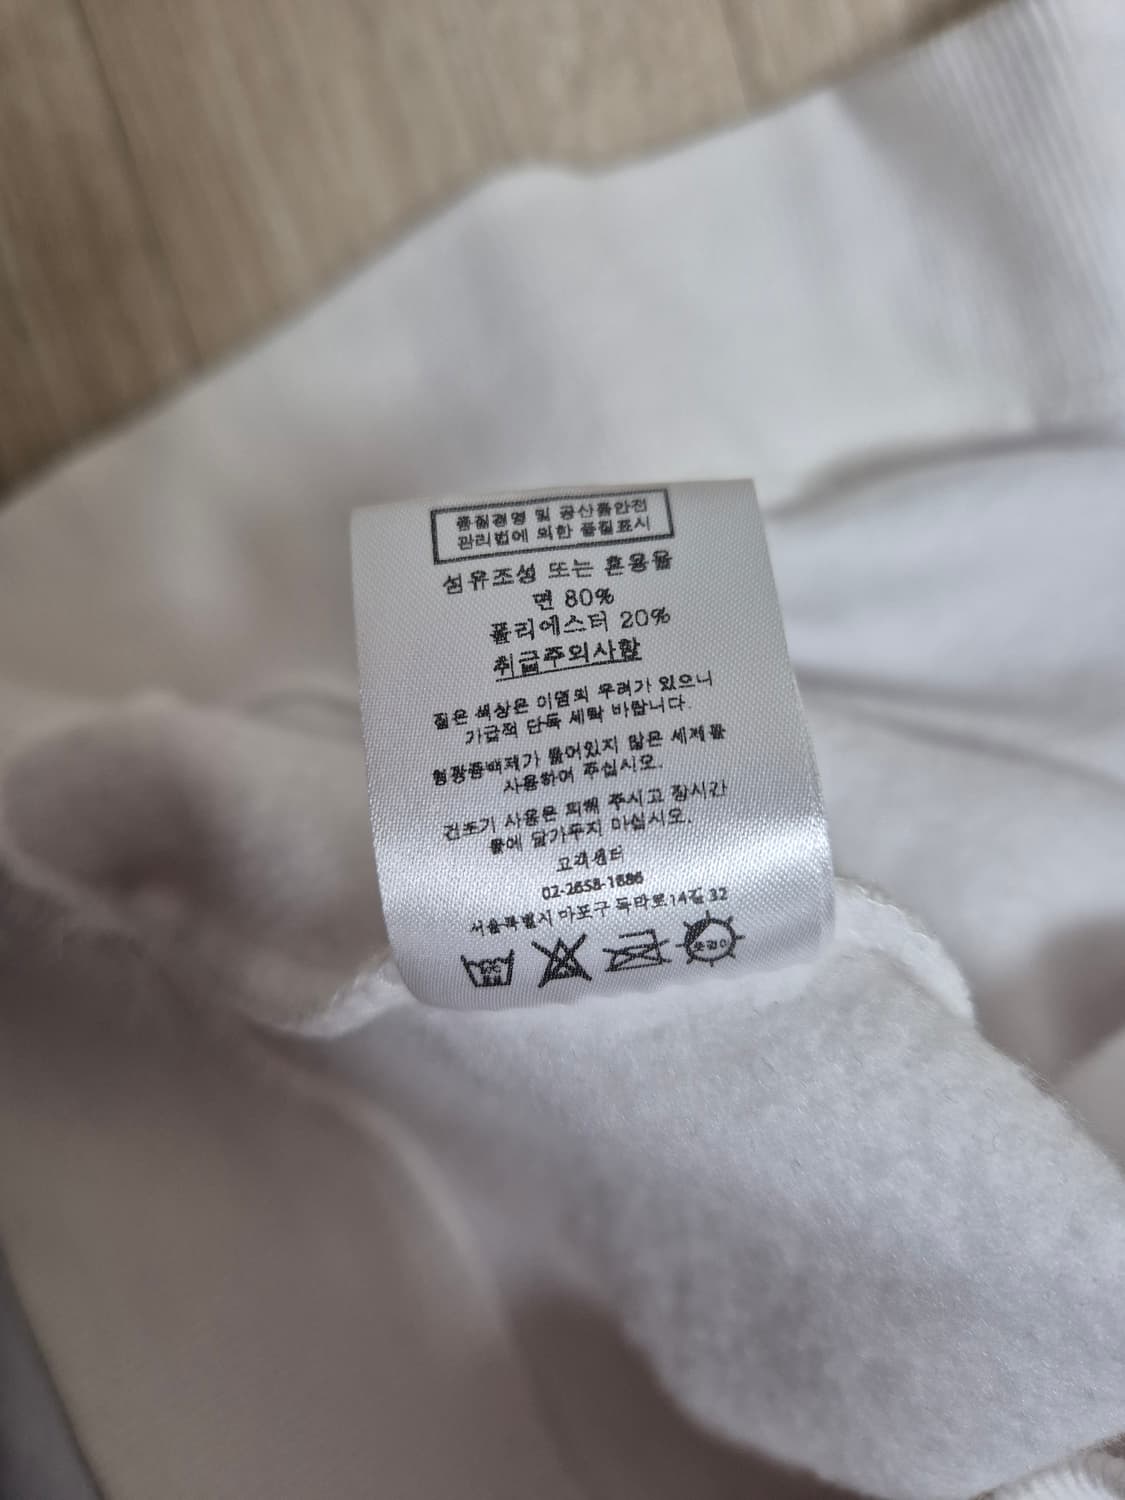 품질경영 및 공산품안전
관리법에 의한 품질표시
섬유조성 또는 혼용율
면 80%
폴리에스터 20%
취급주의사항
짙은 색상은 이염의 우려가 있으니
가급적 단독 세탁 바랍니다.
형광증백제가 들어있지 않은 세제를
사용하여 주십시오.
건조기 사용은 피해 주시고 장시간
물에 담가두지 마십시오.
고객센터
02-2658-1686
서울특별시 마포구 독막로14길 32
옷걸이